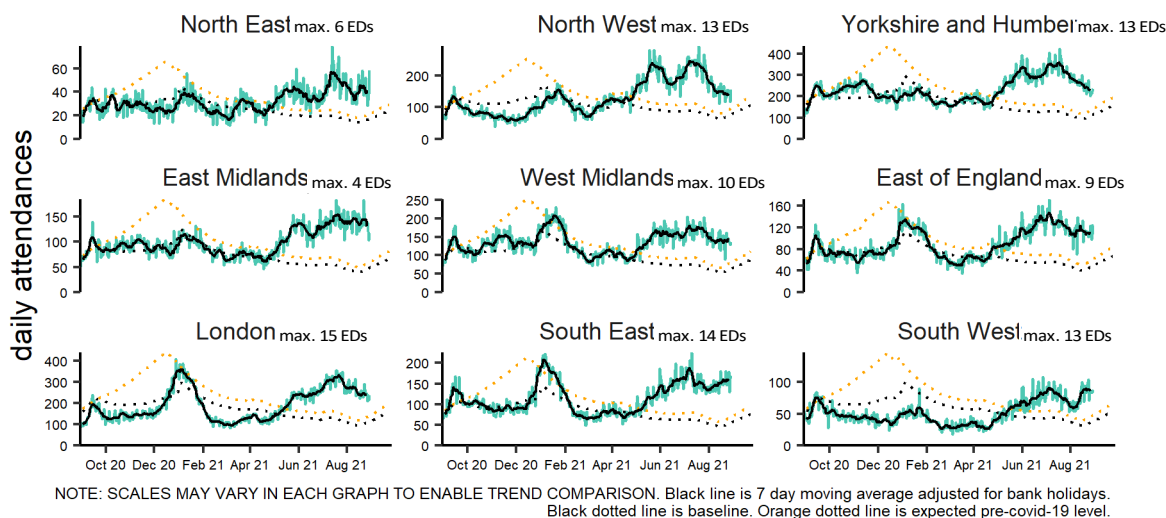 North East max. 6 EDs
North West max. 13 EDs
Yorkshire and Humber max. 13 EDs
60
40
20
0
200
100
0
400
300
200
100
0
East Midlands max. 4 EDs
West Midlands max. 10 EDs
East of England max. 9 EDs
150
100
50
0
250
200
150
100
50
0
160
120
80
40
0
daily attendances
London max. 15 EDs
South East max. 14 EDs
South West max. 13 EDs
400
300
200
100
0
200
150
100
50
0
100
50
0
Oct 20 Dec 20 Feb 21 Apr 21 Jun 21 Aug 21
Oct 20 Dec 20 Feb 21 Apr 21 Jun 21 Aug 21
Oct 20 Dec 20 Feb 21 Apr 21 Jun 21 Aug 21
NOTE: SCALES MAY VARY IN EACH GRAPH TO ENABLE TREND COMPARISON. Black line is 7 day moving average adjusted for bank holidays.
Black dotted line is baseline. Orange dotted line is expected pre-covid-19 level.